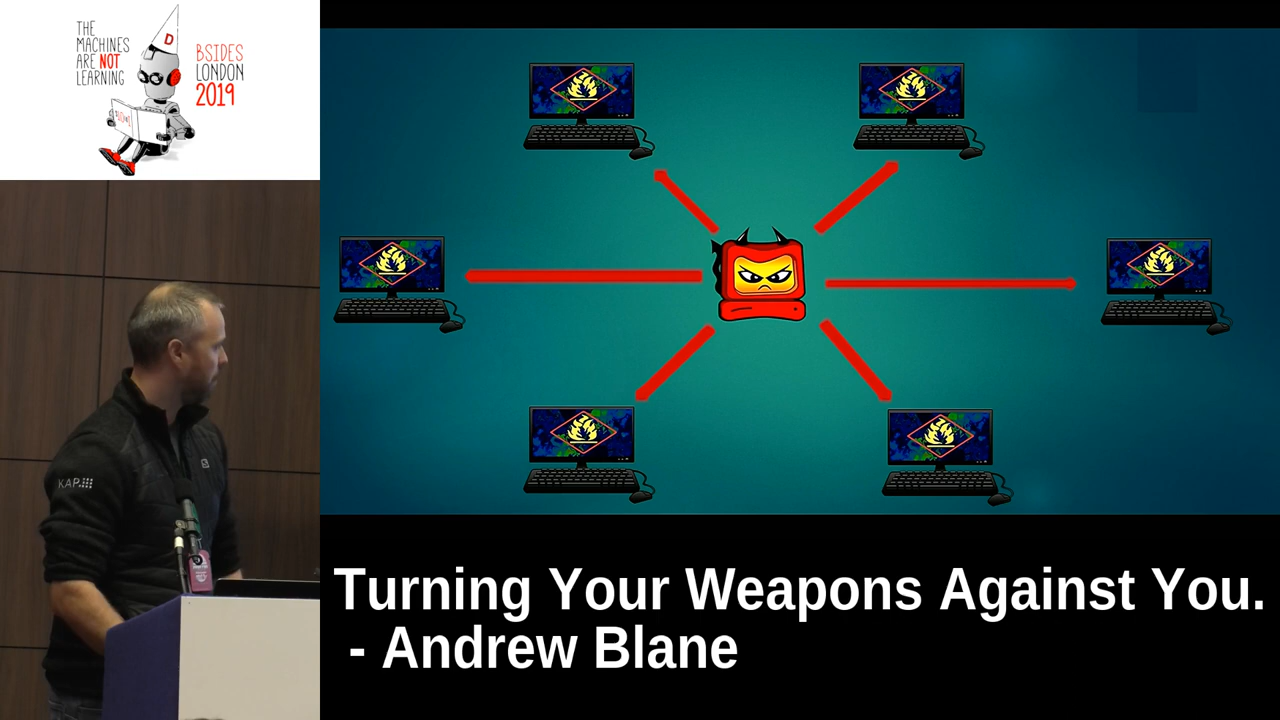 THE
MACHINES
ARE NOT
LEARNING
D
BSIDES
LONDON
2019
KAP
Turning Your Weapons Against You.
- Andrew Blane